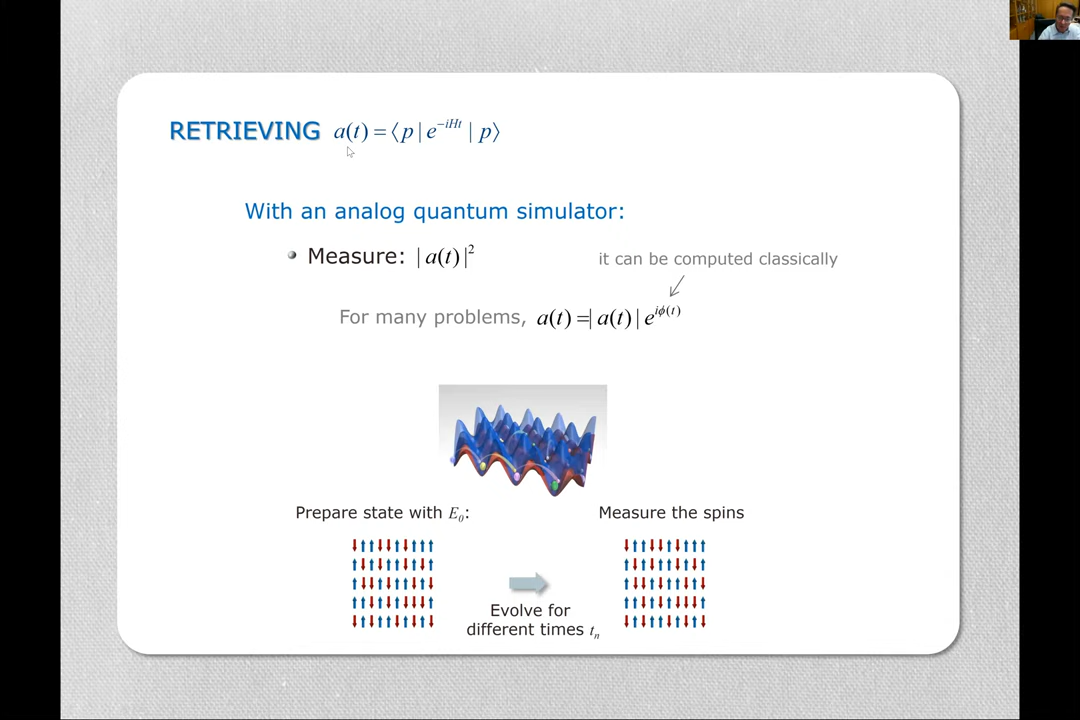 RETRIEVING a(t) = ⟨p | e^{-iHt} | p⟩
With an analog quantum simulator:
Measure: | a(t) |²
it can be computed classically
For many problems, a(t) =| a(t) | e^{iϕ(t)}
Prepare state with E₀:
Measure the spins
Evolve for
different times tₙ